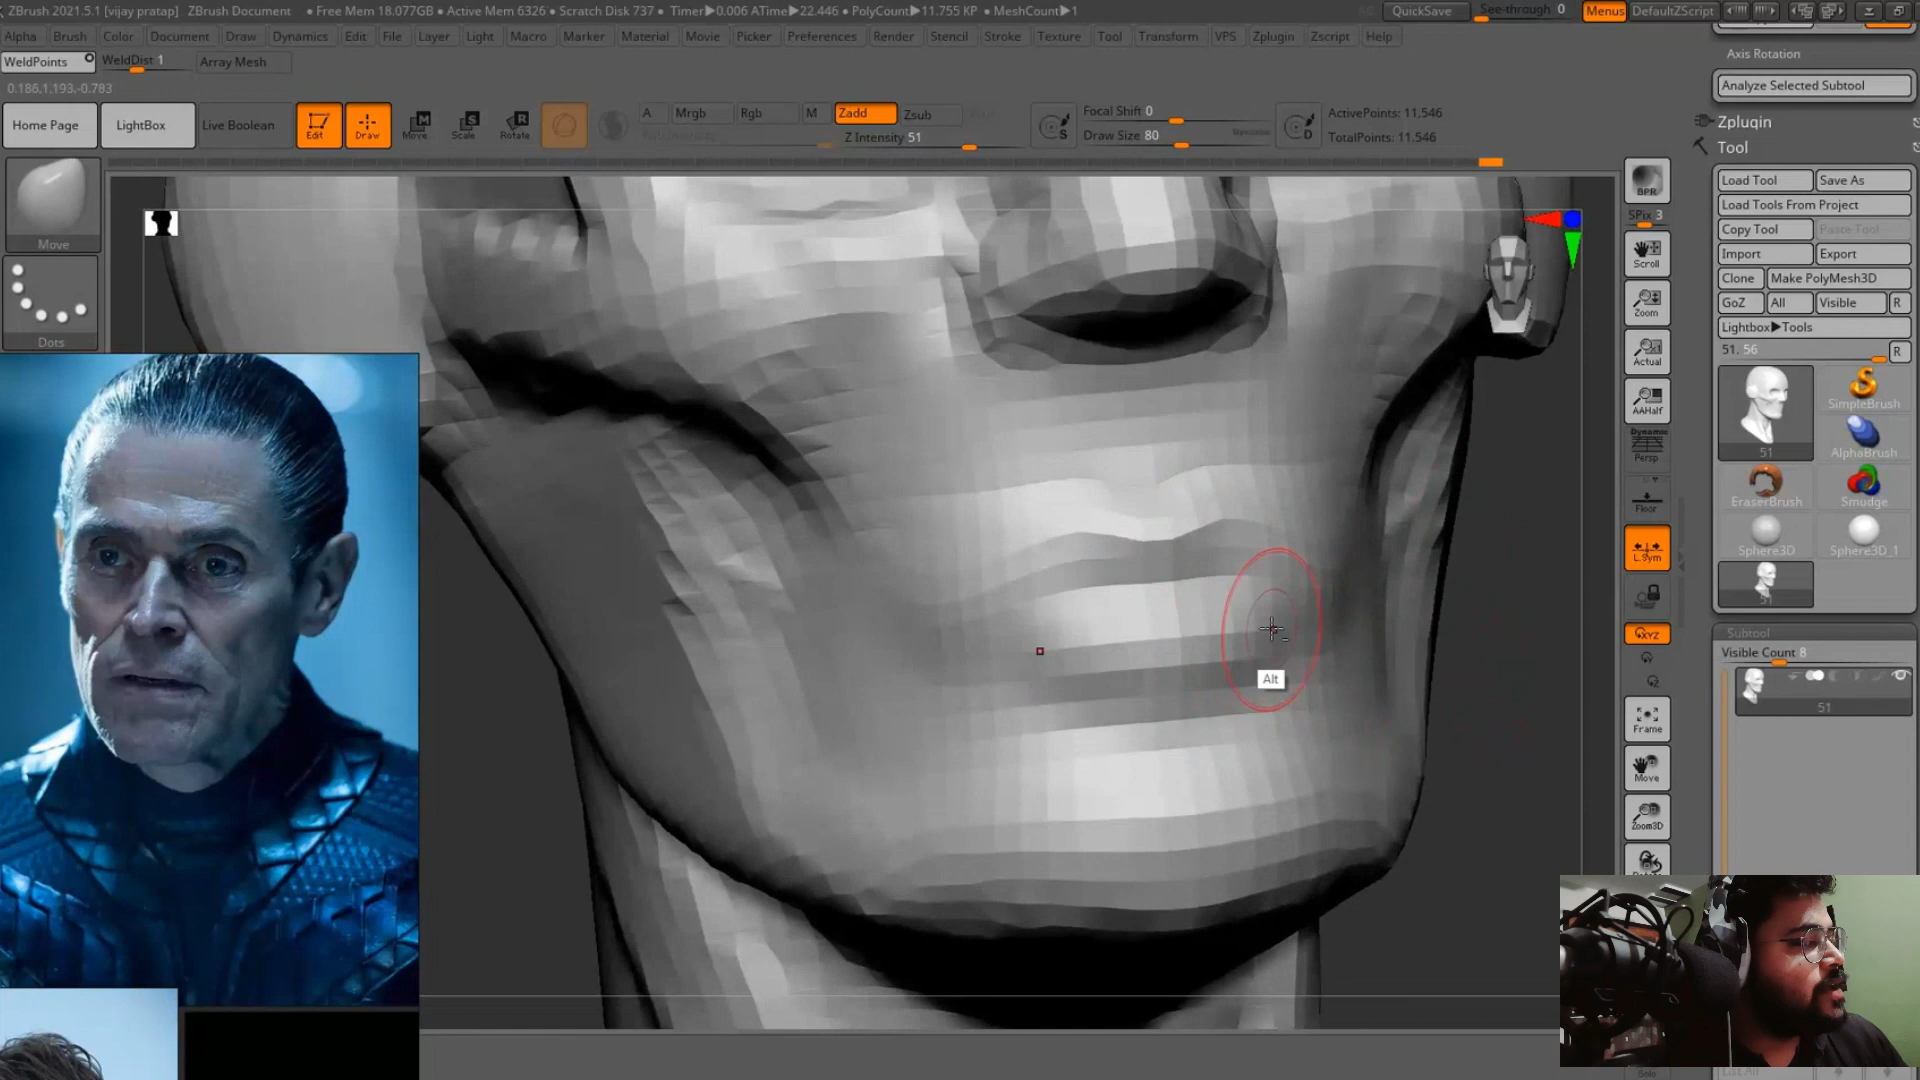 ZBrush 2021.5.1 [vijay pratap] ZBrush Document ● Free Mem 18.077GB ● Active Mem 6326 ● Scratch Disk 737 ● Timer▶0.006 ATime▶22.446 ● PolyCount▶11.755 KP ● MeshCount▶1 QuickSave See-through 0 Menus DefaultZScript
Alpha Brush Color Document Draw Dynamics Edit File Layer Light Macro Marker Material Movie Picker Preferences Render Stencil Stroke Texture Tool Transform VPS Zplugin Zscript Help
WeldPoints WeldDist 1 Array Mesh
0.186,1.193,-0.783
Home Page LightBox Live Boolean Edit Draw Move Scale Rotate A Mrgb Rgb M Zadd Zsub
Z Intensity 51
Focal Shift 0
Draw Size 80 Dynamic
ActivePoints: 11,546
TotalPoints: 11,546
Move
Dots
Alt
BPR
SPix 3
Scroll
Zoom
Actual
AAHalf
Dynamic
Persp
Floor
L.Sym
XYZ
Frame
Move
Zoom3D
Axis Rotation
Analyze Selected Subtool
Zplugin
Tool
Load Tool Save As
Load Tools From Project
Copy Tool Paste Tool
Import Export
Clone Make PolyMesh3D
GoZ All Visible R
Lightbox▶Tools
51. 56 R
51
SimpleBrush
AlphaBrush
EraserBrush Smudge
Sphere3D Sphere3D_1
51
Subtool
Visible Count 8
51